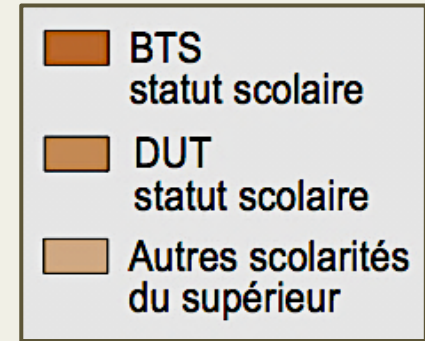 BTS
statut scolaire
DUT
statut scolaire
Autres scolarités
du supérieur